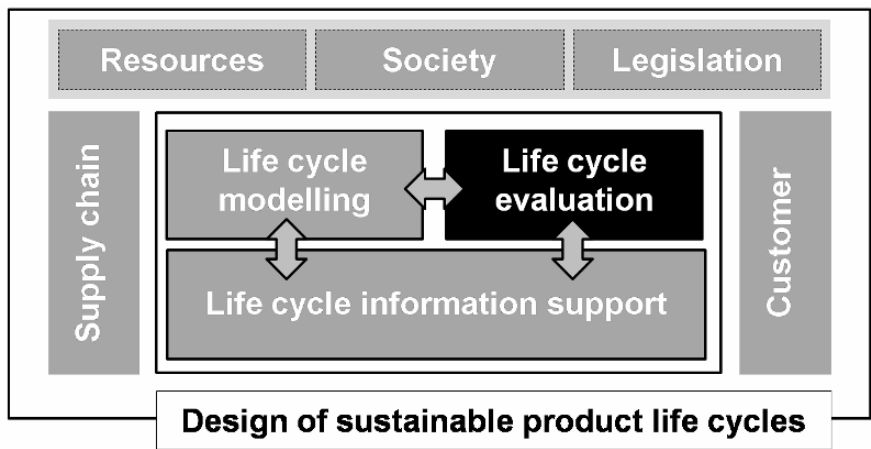 Resources
Society
Legislation
Supply chain
Life cycle
modelling
Life cycle
evaluation
Customer
Life cycle information support
Design of sustainable product life cycles